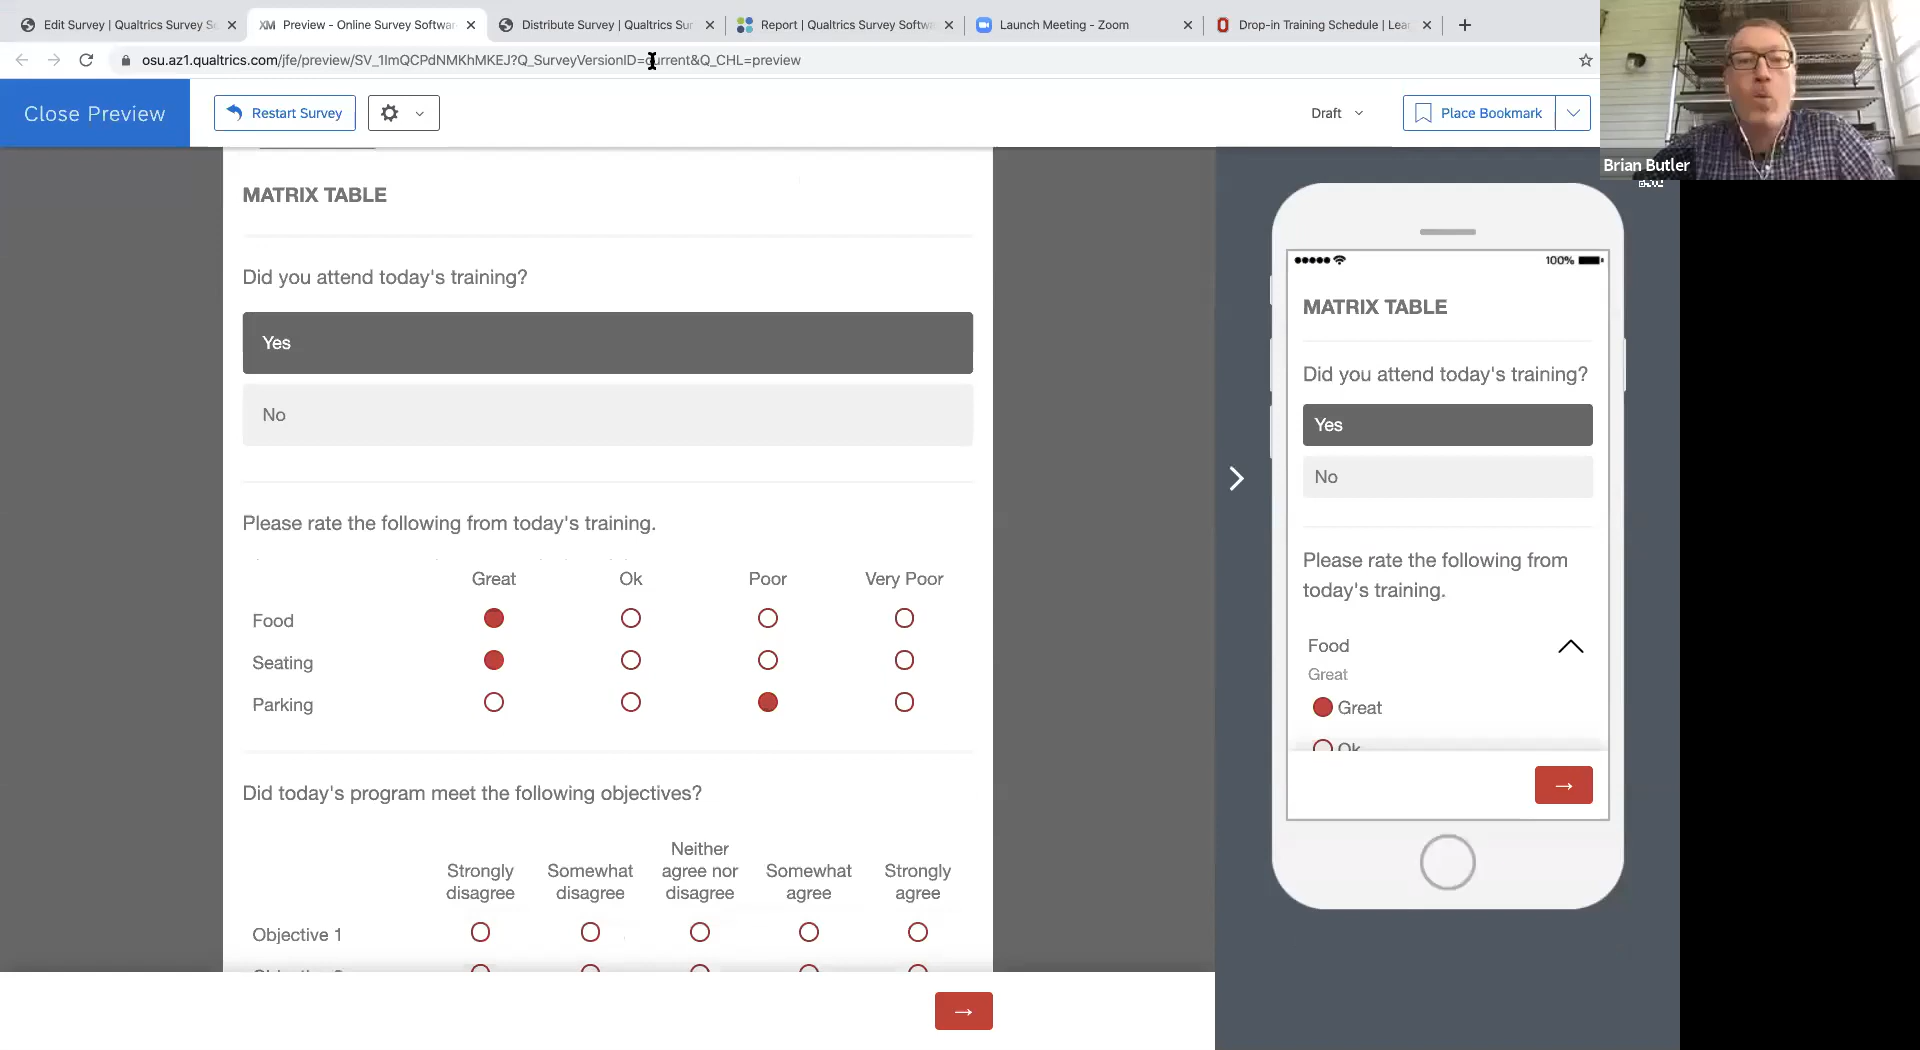 Edit Survey | Qualtrics Survey S
Preview - Online Survey Softwar
Distribute Survey | Qualtrics Sur
Report | Qualtrics Survey Softw
Launch Meeting - Zoom
Drop-in Training Schedule | Lea
osu.az1.qualtrics.com/jfe/preview/SV_1ImQCPdNMKhMKEJ?Q_SurveyVersionID=current&Q_CHL=preview
Close Preview
Restart Survey
Draft
Place Bookmark
Brian Butler
MATRIX TABLE
Did you attend today's training?
Yes
No
Please rate the following from today's training.
Great Ok Poor Very Poor
Food
Seating
Parking
Did today's program meet the following objectives?
Strongly disagree
Somewhat disagree
Neither agree nor disagree
Somewhat agree
Strongly agree
Objective 1
100%
MATRIX TABLE
Did you attend today's training?
Yes
No
Please rate the following from
today's training.
Food
Great
Great
Ok